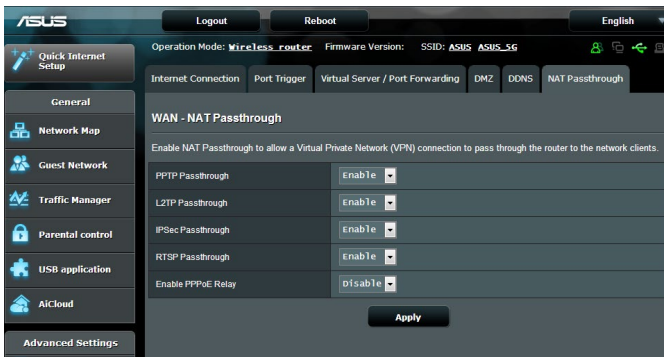 ASUS
Logout
Reboot
English
Quick Internet
Setup
Operation Mode: Wireless router Firmware Version: SSID: ASUS ASUS_5G
Internet Connection
Port Trigger
Virtual Server / Port Forwarding
DMZ
DDNS
NAT Passthrough
General
Network Map
Guest Network
Traffic Manager
Parental control
USB application
AiCloud
Advanced Settings
WAN - NAT Passthrough
Enable NAT Passthrough to allow a Virtual Private Network (VPN) connection to pass through the router to the network clients.
PPTP Passthrough Enable
L2TP Passthrough Enable
IPSec Passthrough Enable
RTSP Passthrough Enable
Enable PPPoE Relay Disable
Apply